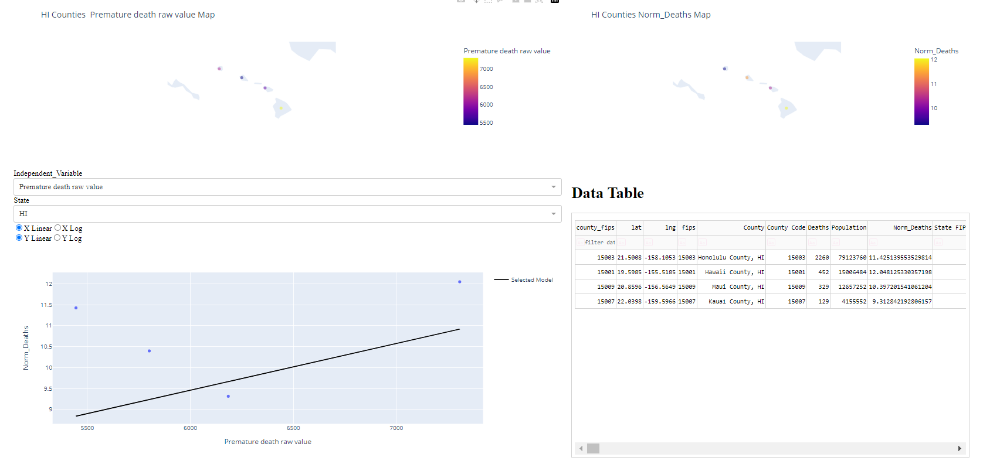 HI Counties  Premature death raw value Map
Premature death raw value
7000
6500
6000
5500
HI Counties Norm_Deaths Map
Norm_Deaths
12
11
10
Independent_Variable
Premature death raw value
State
HI
X Linear X Log
Y Linear Y Log
12
11.5
11
10.5
10
9.5
9
Norm_Deaths
5500 6000 6500 7000
Premature death raw value
Selected Model
Data Table
county_fips lat lng fips County County Code Deaths Population Norm_Deaths State FIP
filter dat
15003 21.5008 -158.1053 15003 Honolulu County, HI 15003 2260 79123760 11.425139553529814
15001 19.5985 -155.5185 15001 Hawaii County, HI 15001 452 15006484 12.048125330357198
15009 20.8596 -156.5649 15009 Maui County, HI 15009 329 12657252 10.397201541061204
15007 22.0398 -159.5966 15007 Kauai County, HI 15007 129 4155552 9.312842192806157